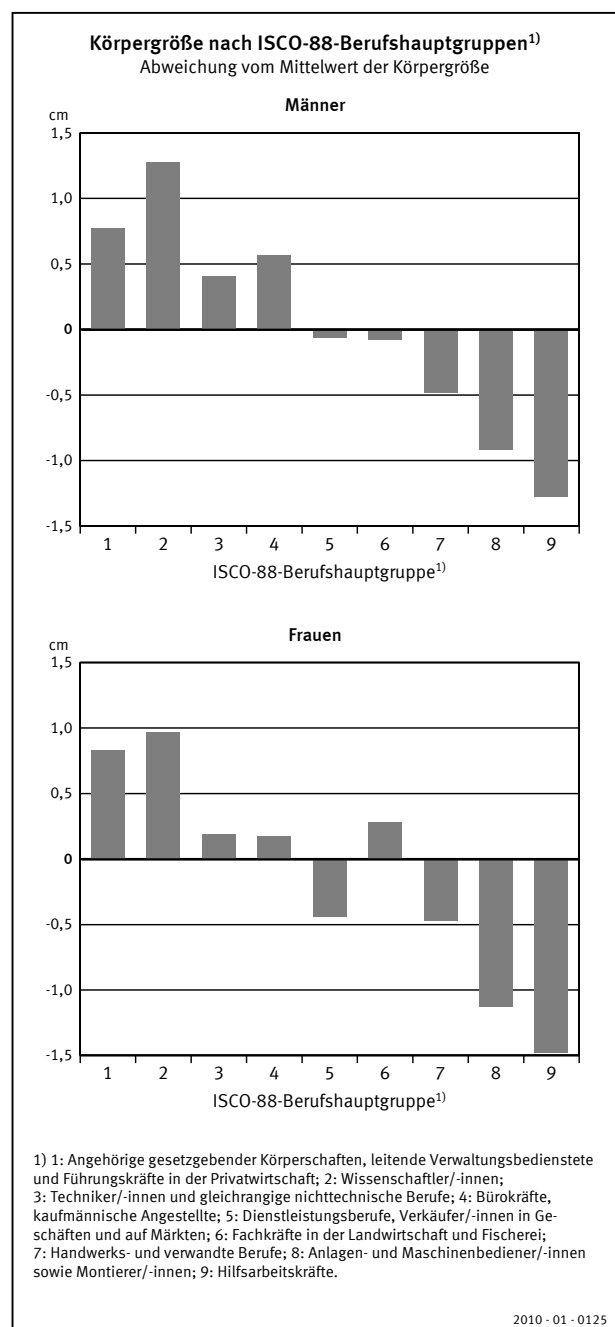 Körpergröße nach ISCO-88-Berufshauptgruppen1)
Abweichung vom Mittelwert der Körpergröße
Männer
cm
1,5
1,0
0,5
0
-0,5
-1,0
-1,5
1 2 3 4 5 6 7 8 9
ISCO-88-Berufshauptgruppe1)
Frauen
cm
1,5
1,0
0,5
0
-0,5
-1,0
-1,5
1 2 3 4 5 6 7 8 9
ISCO-88-Berufshauptgruppe1)
1) 1: Angehörige gesetzgebender Körperschaften, leitende Verwaltungsbedienstete
und Führungskräfte in der Privatwirtschaft; 2: Wissenschaftler/-innen;
3: Techniker/-innen und gleichrangige nichttechnische Berufe; 4: Bürokräfte,
kaufmännische Angestellte; 5: Dienstleistungsberufe, Verkäufer/-innen in Ge-
schäften und auf Märkten; 6: Fachkräfte in der Landwirtschaft und Fischerei;
7: Handwerks- und verwandte Berufe; 8: Anlagen- und Maschinenbediener/-innen
sowie Montierer/-innen; 9: Hilfsarbeitskräfte.
2010 - 01 - 0125